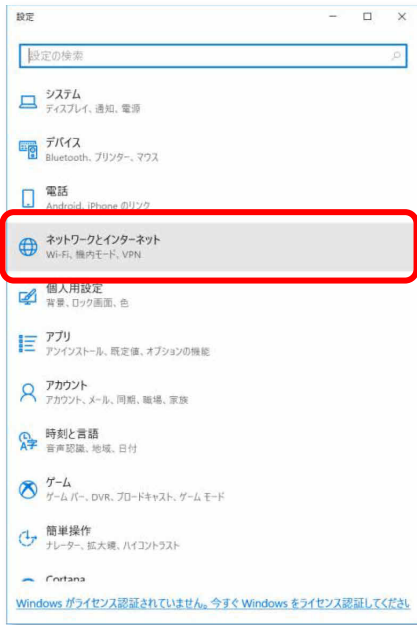 設定
設定の検索
システム
ディスプレイ、通知、電源
デバイス
Bluetooth、プリンター、マウス
電話
Android、iPhone のリンク
ネットワークとインターネット
Wi-Fi、機内モード、VPN
個人用設定
背景、ロック画面、色
アプリ
アンインストール、既定値、オプションの機能
アカウント
アカウント、メール、同期、職場、家族
時刻と言語
音声認識、地域、日付
ゲーム
ゲーム バー、DVR、ブロードキャスト、ゲーム モード
簡単操作
ナレーター、拡大鏡、ハイコントラスト
Cortana
Windows がライセンス認証されていません。今すぐ Windows をライセンス認証してくださ